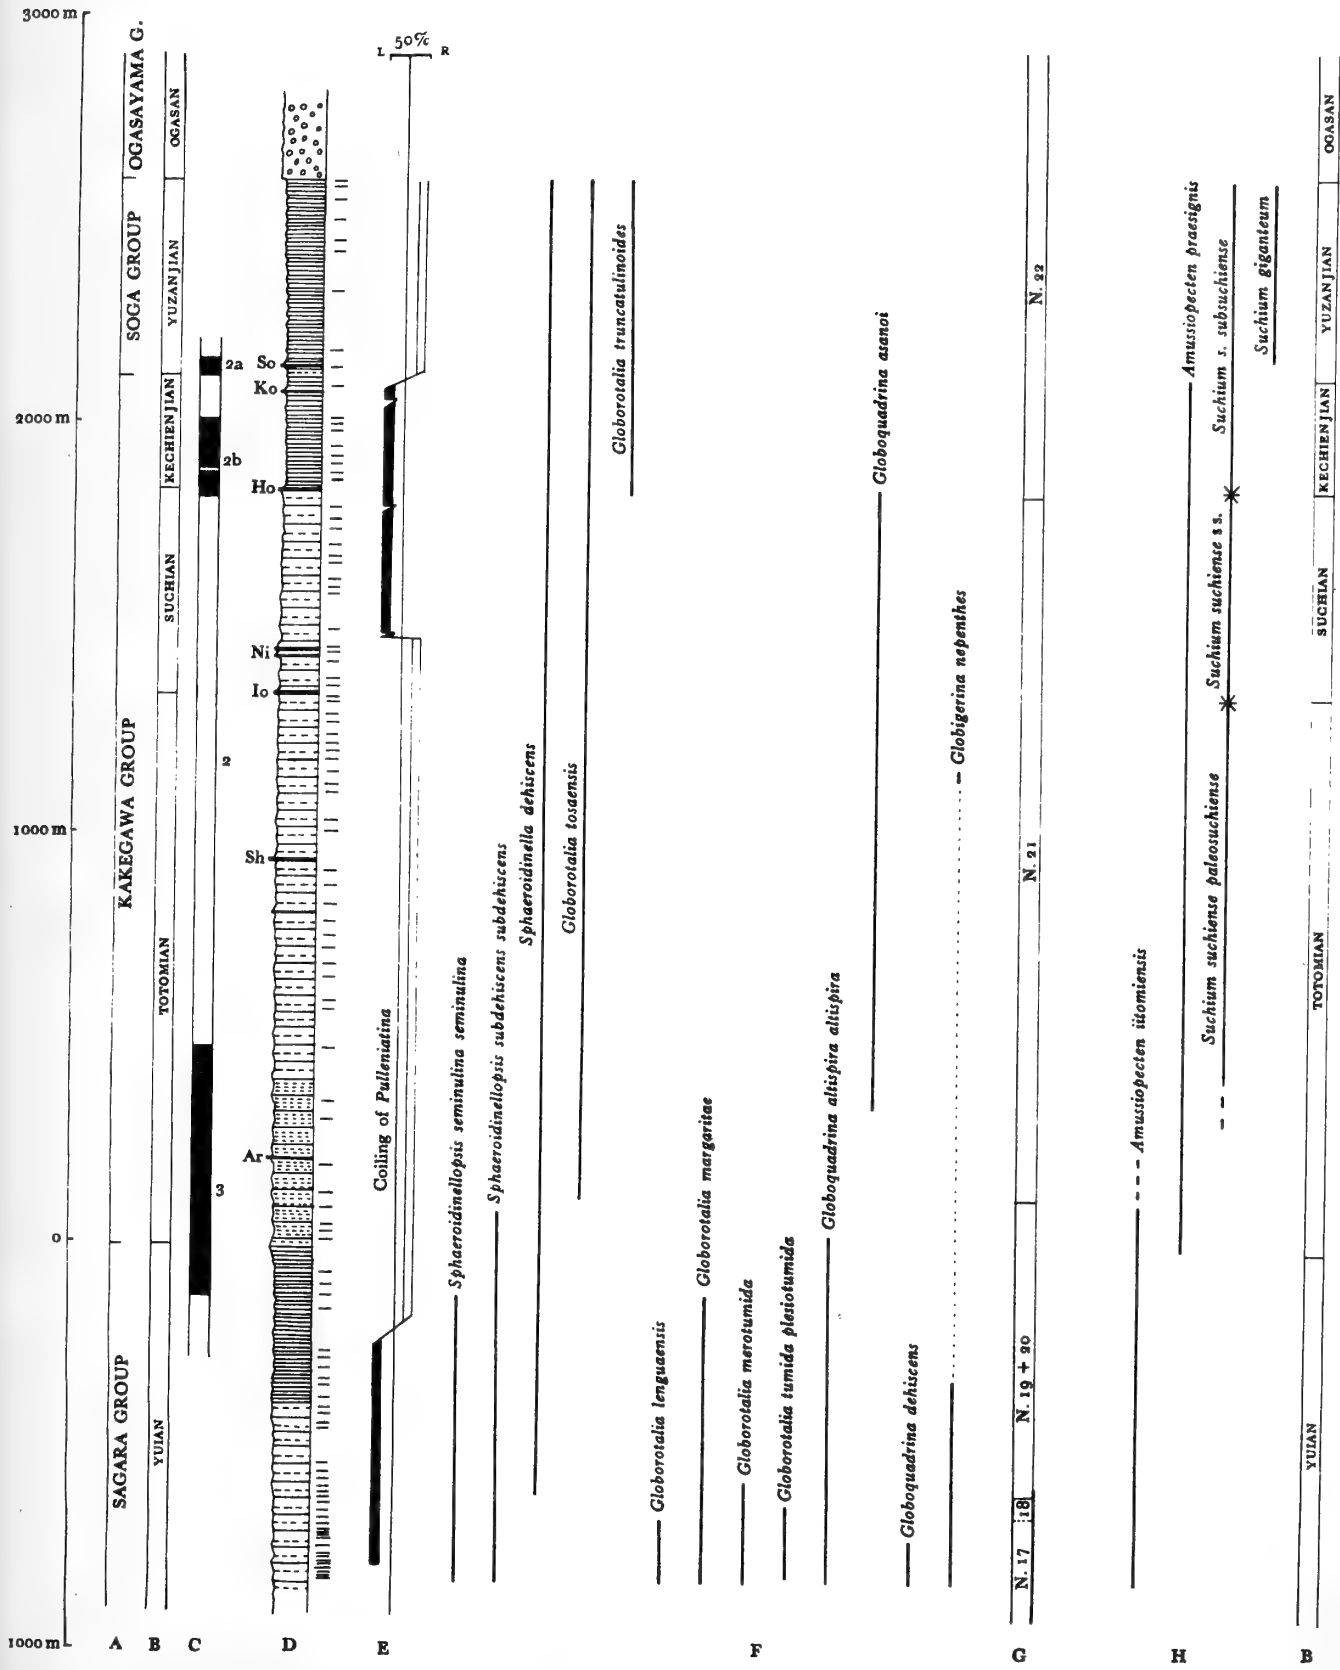 3000 m
2000 m
1000 m
0
1000 m
OGASAYAMA G.
SOGA GROUP
KAKEGAWA GROUP
SAGARA GROUP
OGASAN
YUZANJIAN
KECHIENJIAN
SUCHIAN
TOTOMIAN
YUIAN
2a
2b
2
3
So
Ko
Ho
Ni
Io
Sh
Ar
L 50% R
Coiling of Pulleniatina
Sphaeroidinellopsis seminulina seminulina
Sphaeroidinellopsis subdehiscens subdehiscens
Sphaeroidinella dehiscens
Globorotalia tosaensis
Globorotalia truncatulinoides
Globorotalia lenguaensis
Globorotalia margaritae
Globorotalia merotumida
Globorotalia tumida plesiotumida
Globoquadrina altispira altispira
Globoquadrina asanoi
Globoquadrina dehiscens
Globigerina nepenthes
N. 22
N. 21
N. 19 + 20
18
N. 17
Amussiopecten iitomiensis
Amussiopecten praesignis
Suchium s. subsuchiense
Suchium suchiense s s.
Suchium suchiense paleosuchiense
Suchium giganteum
OGASAN
YUZANJIAN
KECHIENJIAN
SUCHIAN
TOTOMIAN
YUIAN
A B C D E F G H B